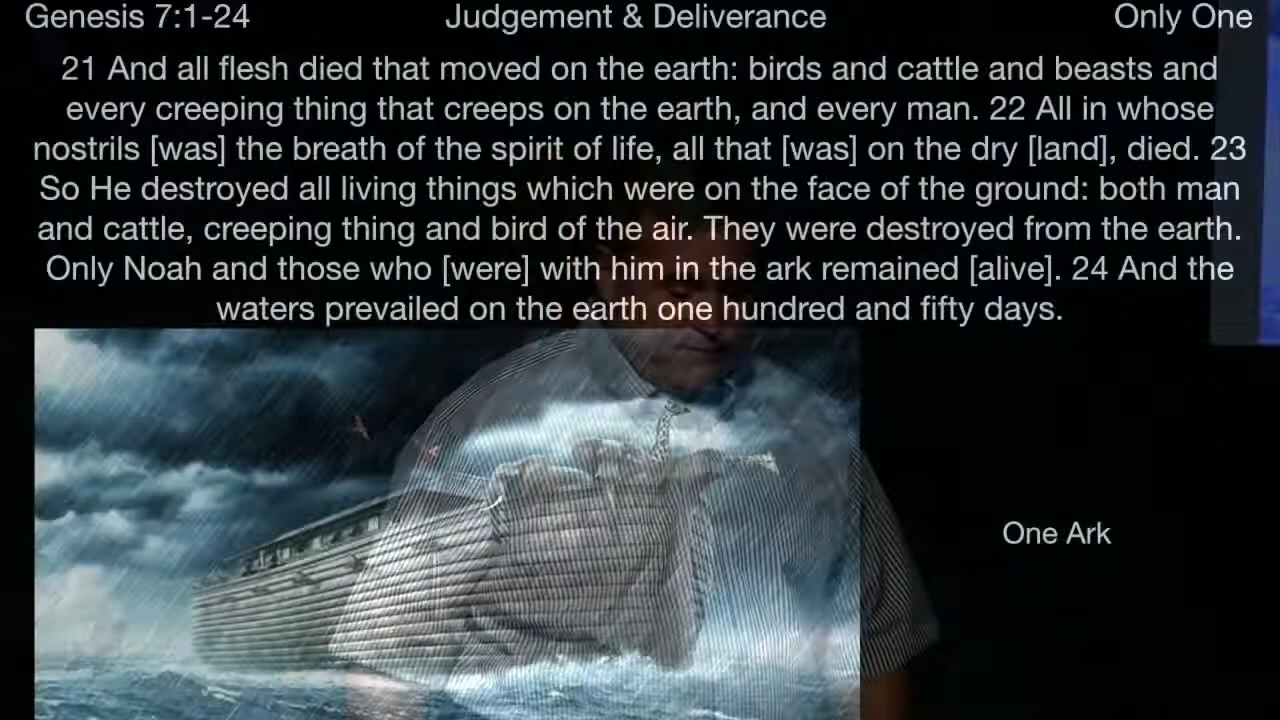 Genesis 7:1-24 Judgement & Deliverance Only One
21 And all flesh died that moved on the earth: birds and cattle and beasts and
every creeping thing that creeps on the earth, and every man. 22 All in whose
nostrils [was] the breath of the spirit of life, all that [was] on the dry [land], died. 23
So He destroyed all living things which were on the face of the ground: both man
and cattle, creeping thing and bird of the air. They were destroyed from the earth.
Only Noah and those who [were] with him in the ark remained [alive]. 24 And the
waters prevailed on the earth one hundred and fifty days.
One Ark